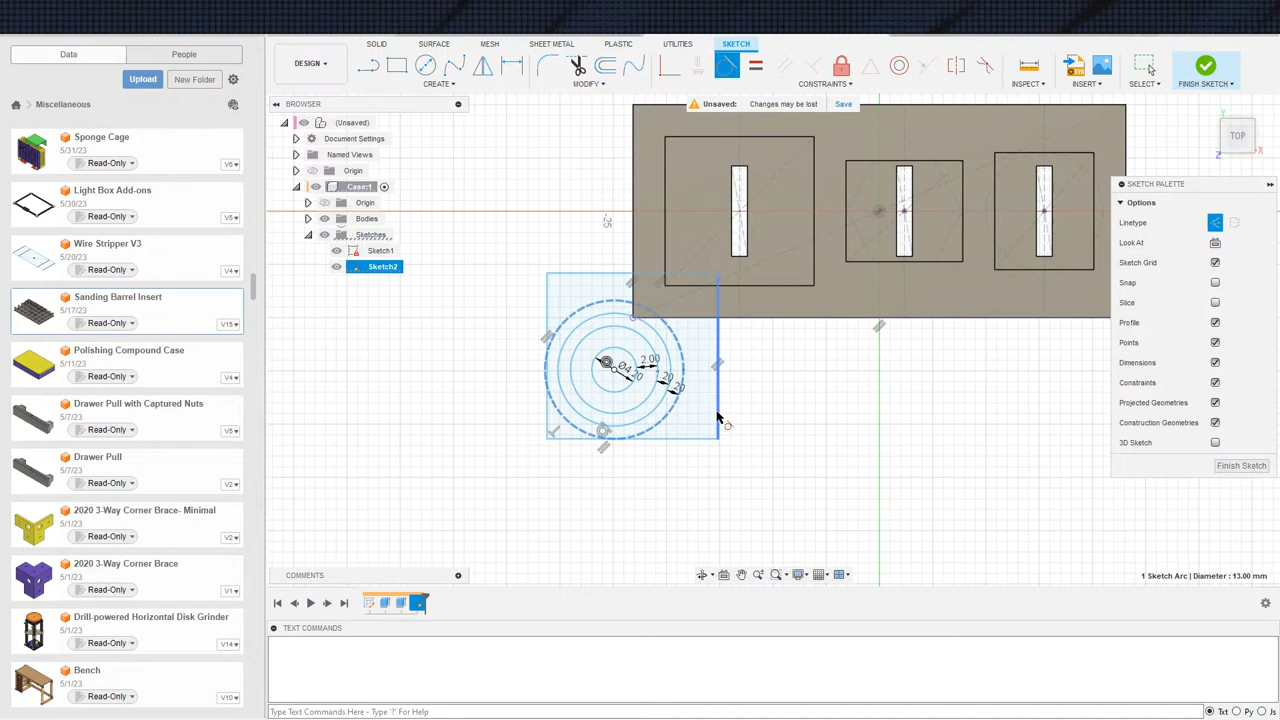 Data
People
Upload
New Folder
Miscellaneous
Sponge Cage
5/31/23
Read-Only
V6
Light Box Add-ons
5/30/23
Read-Only
V5
Wire Stripper V3
5/20/23
Read-Only
V4
Sanding Barrel Insert
5/17/23
Read-Only
V15
Polishing Compound Case
5/11/23
Read-Only
V4
Drawer Pull with Captured Nuts
5/7/23
Read-Only
V5
Drawer Pull
5/7/23
Read-Only
V2
2020 3-Way Corner Brace- Minimal
5/1/23
Read-Only
V2
2020 3-Way Corner Brace
5/1/23
Read-Only
V1
Drill-powered Horizontal Disk Grinder
5/1/23
Read-Only
V14
Bench
5/1/23
Read-Only
V10
SOLID
SURFACE
MESH
SHEET METAL
PLASTIC
UTILITIES
SKETCH
DESIGN
CREATE
MODIFY
CONSTRAINTS
INSPECT
INSERT
SELECT
FINISH SKETCH
BROWSER
Unsaved: Changes may be lost Save
(Unsaved)
Document Settings
Named Views
Origin
Case:1
Origin
Bodies
Sketches
Sketch1
Sketch2
-25
2.00
Ø4.20
1.20
1.20
Y
TOP
X
Z
SKETCH PALETTE
Options
Linetype
Look At
Sketch Grid
Snap
Slice
Profile
Points
Dimensions
Constraints
Projected Geometries
Construction Geometries
3D Sketch
Finish Sketch
COMMENTS
1 Sketch Arc | Diameter : 13.00 mm
TEXT COMMANDS
Type Text Commands Here - Type '?' For Help
Txt
Py
Js